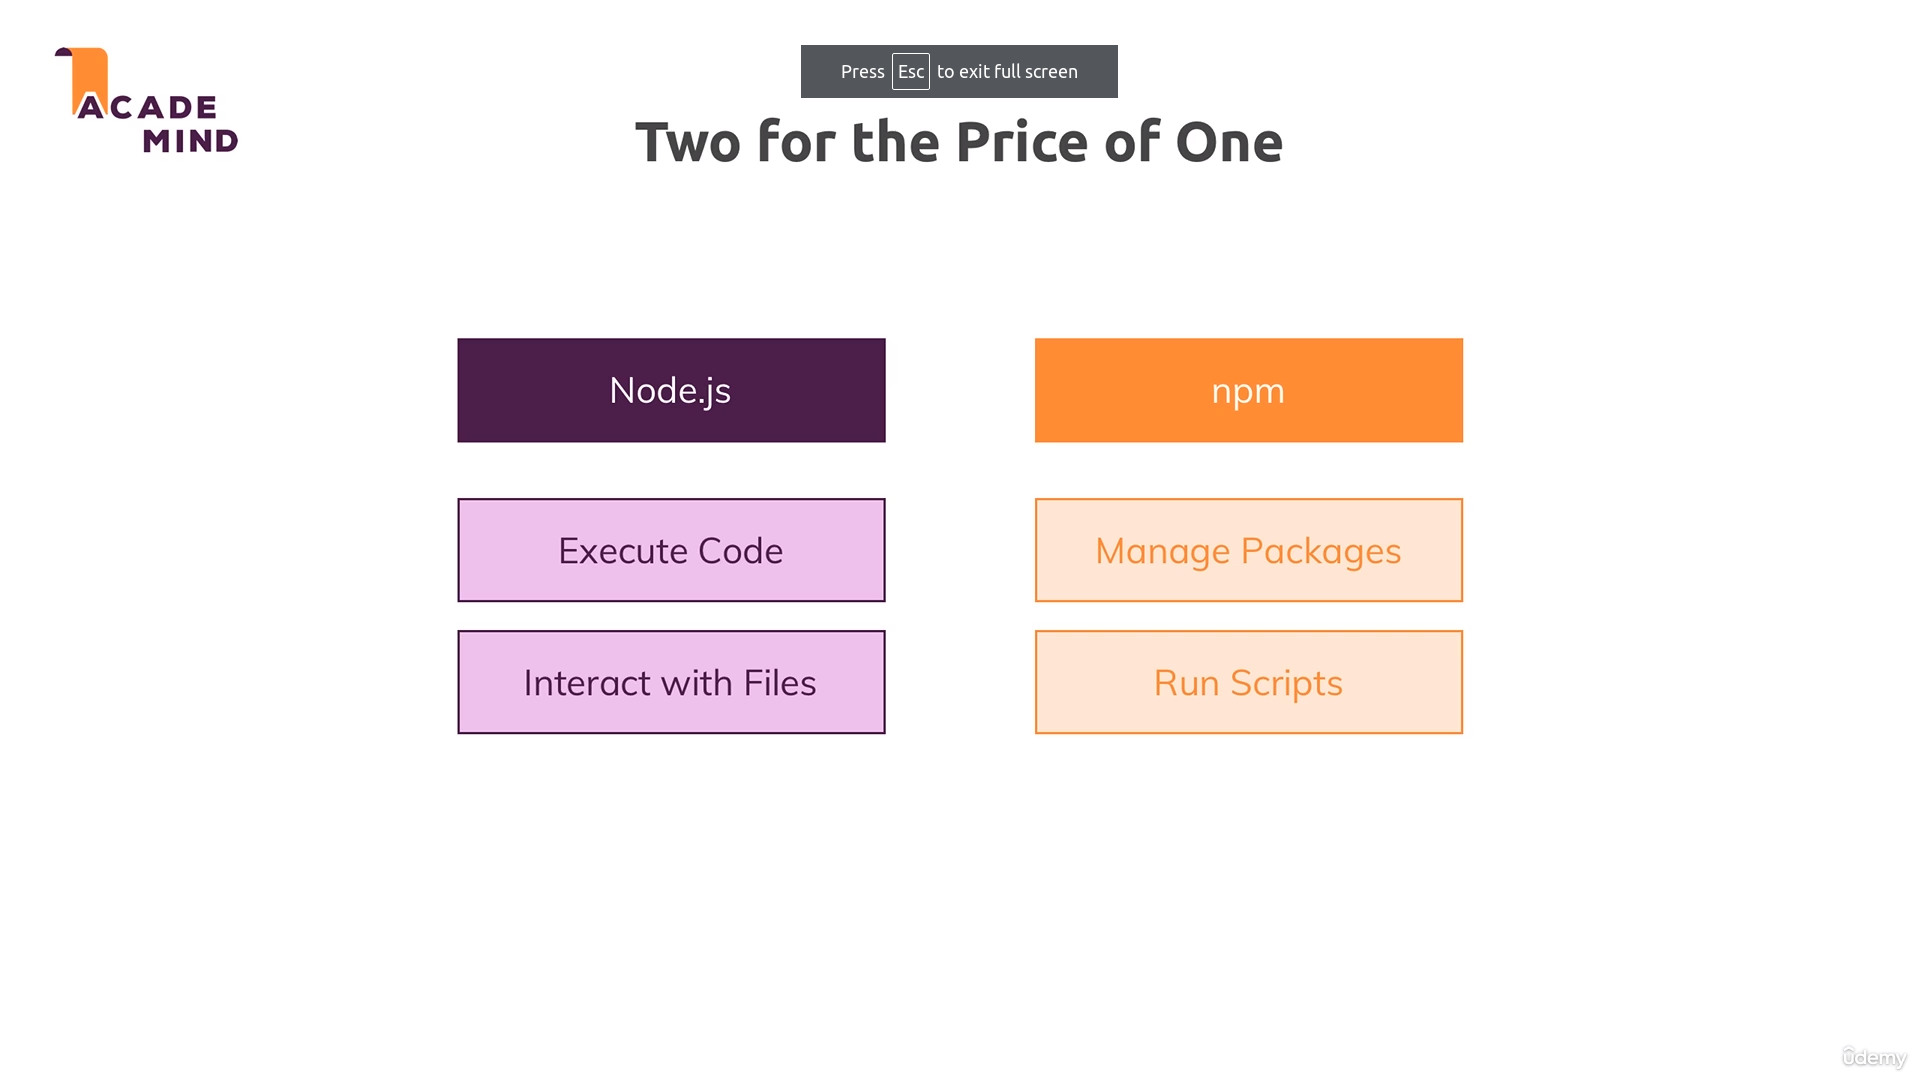 ACADE
MIND
Press Esc to exit full screen
Two for the Price of One
Node.js
npm
Execute Code
Manage Packages
Interact with Files
Run Scripts
ûdemy